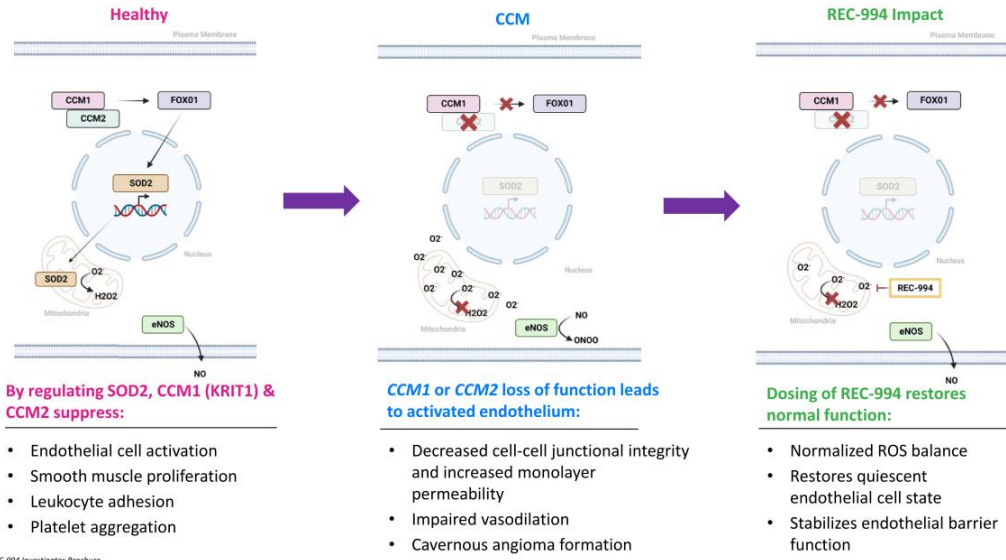 Healthy
Plasma Membrane
CCM1
FOX01
CCM2
SOD2
Nucleus
SOD2
O2-
H2O2
Mitochondria
eNOS
NO
By regulating SOD2, CCM1 (KRIT1) &
CCM2 suppress:
• Endothelial cell activation
• Smooth muscle proliferation
• Leukocyte adhesion
• Platelet aggregation
CCM
Plasma Membrane
CCM1
FOX01
SOD2
Nucleus
O2-
O2-
O2-
O2-
O2-
O2-
O2-
O2-
H2O2
Mitochondria
eNOS
NO
ONOO
CCM1 or CCM2 loss of function leads
to activated endothelium:
• Decreased cell-cell junctional integrity
and increased monolayer
permeability
• Impaired vasodilation
• Cavernous angioma formation
REC-994 Impact
Plasma Membrane
CCM1
FOX01
SOD2
Nucleus
O2-
O2-
O2-
H2O2
REC-994
Mitochondria
eNOS
NO
Dosing of REC-994 restores
normal function:
• Normalized ROS balance
• Restores quiescent
endothelial cell state
• Stabilizes endothelial barrier
function